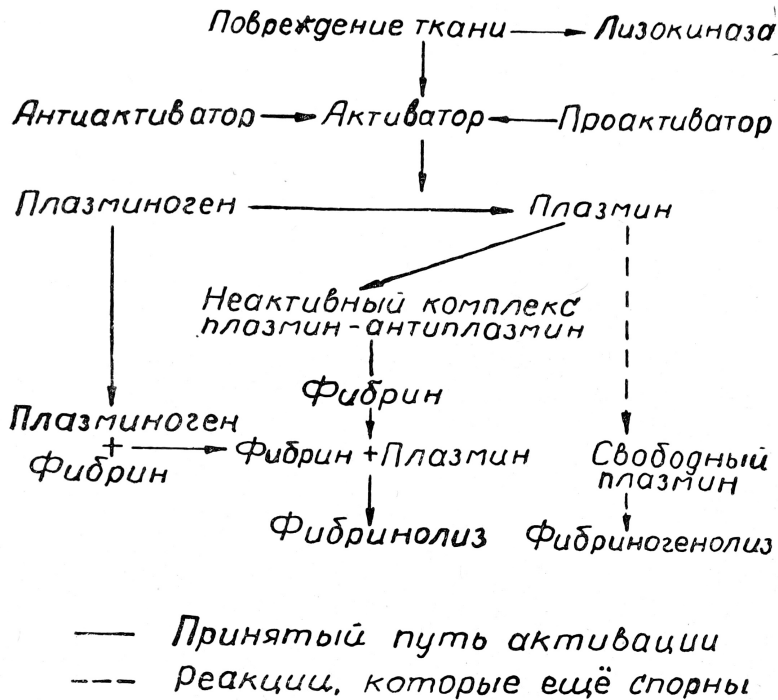 Повреждение ткани Лизокиназа
Антиактиватор Активатор Проактиватор
Плазминоген Плазмин
Неактивный комплекс
плазмин-антиплазмин
Фибрин
Плазминоген
+
Фибрин
Фибрин + Плазмин
Свободный
плазмин
Фибринолиз
Фибриногенолиз
Принятый путь активации
Реакции, которые ещё спорны